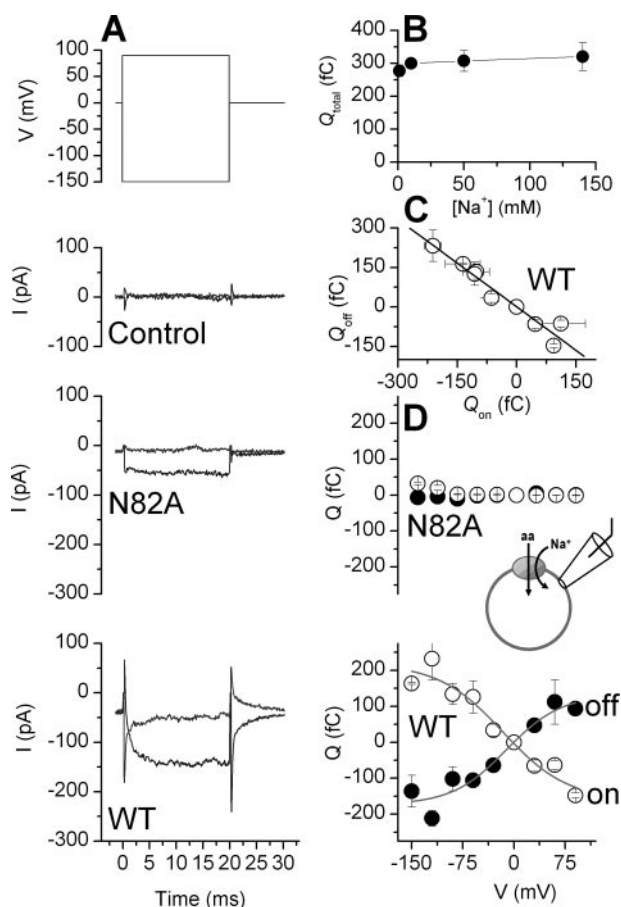 A
100
50
0
-50
-100
-150
V (mV)
100
0
-100
I (pA)
Control
0
-100
-200
-300
I (pA)
N82A
100
0
-100
-200
-300
I (pA)
WT
0 5 10 15 20 30
Time (ms)
B
400
300
200
100
0
Qtotal (fC)
0 50 100 150
[Na+] (mM)
C
300
150
0
-150
Qoff (fC)
WT
-300 -150 0 150
Qon (fC)
D
200
100
0
-100
-200
Q (fC)
N82A
aa
Na+
200
100
0
-100
-200
Q (fC)
WT
off
on
-150 -75 0 75
V (mV)